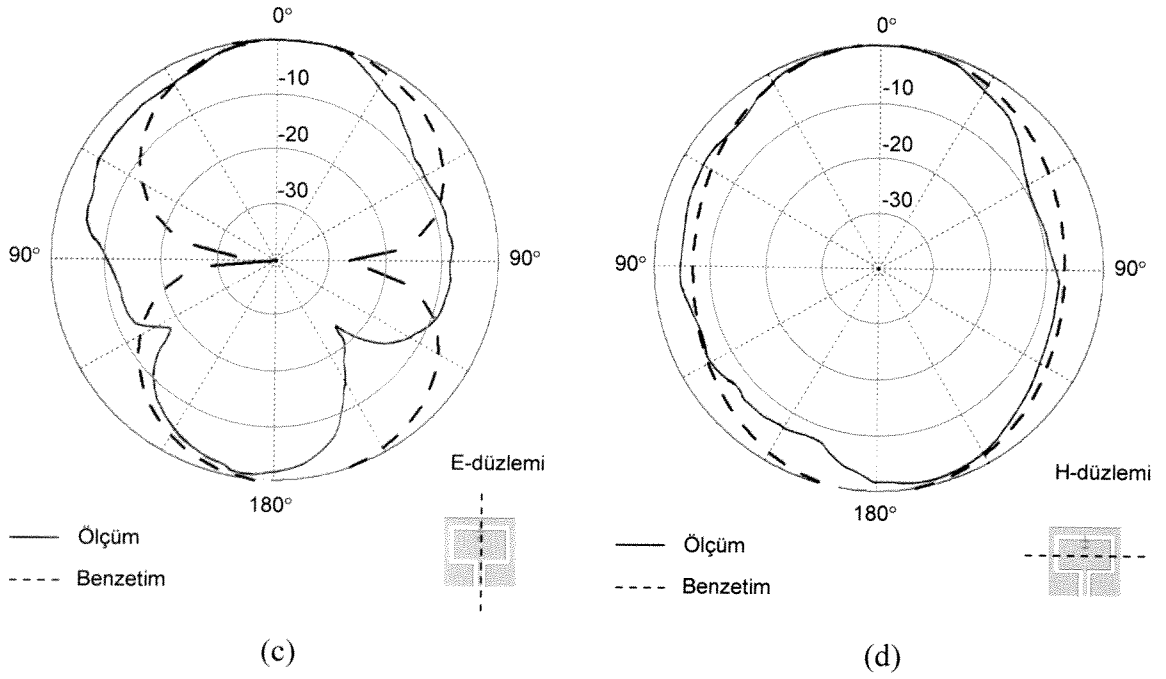 0°
-10
-20
-30
90°
90°
180°
E-düzlemi
Ölçüm
Benzetim
(c)
0°
-10
-20
-30
90°
90°
180°
H-düzlemi
Ölçüm
Benzetim
(d)